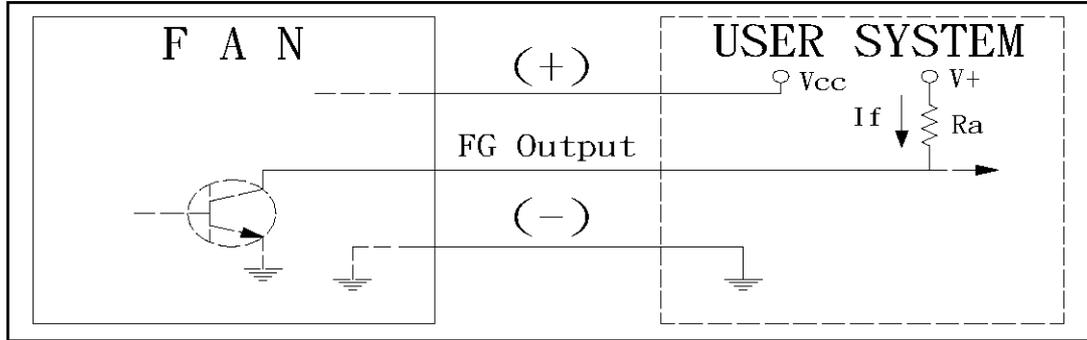 F A N
(+)
USER SYSTEM
Vcc
V+
If
Ra
FG Output
(-)